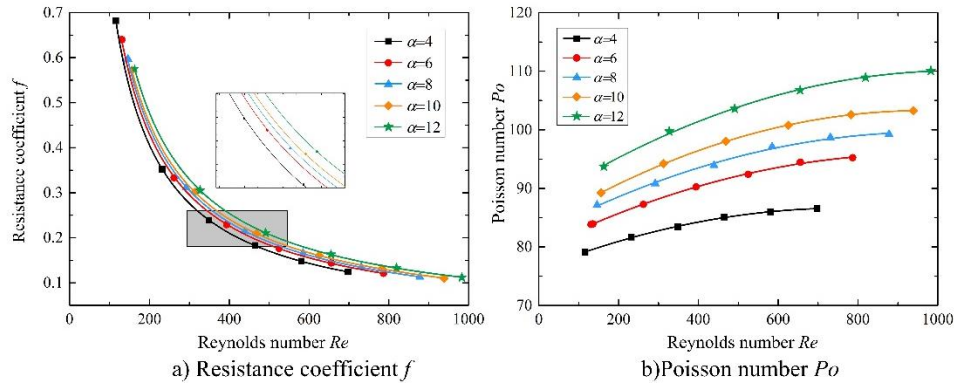 0.7
0.6
0.5
0.4
0.3
0.2
0.1
0
200
400
600
800
1000
Resistance coefficient f
Reynolds number Re
α=4
α=6
α=8
α=10
α=12
a) Resistance coefficient f
120
110
100
90
80
70
0
200
400
600
800
1000
Poisson number Po
Reynolds number Re
α=4
α=6
α=8
α=10
α=12
b)Poisson number Po